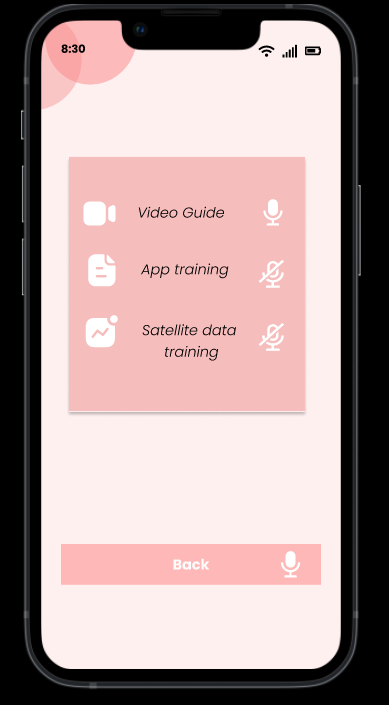 8:30
Video Guide
App training
Satellite data
training
Back